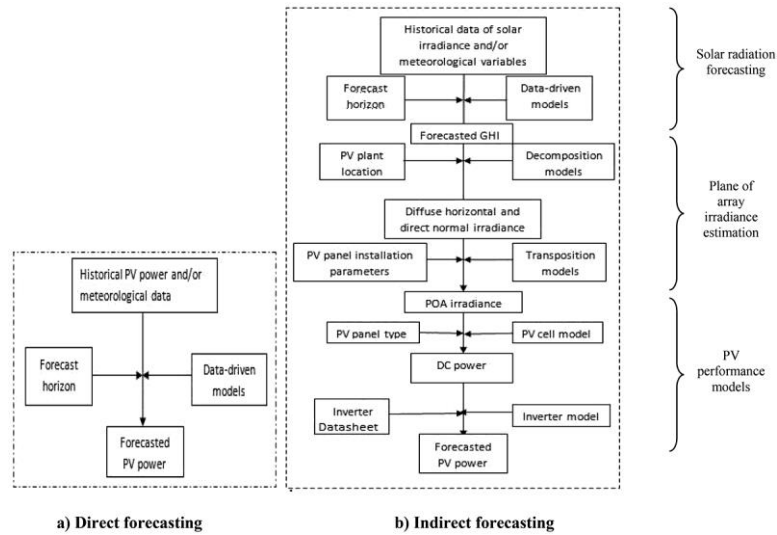 Historical data of solar
irradiance and/or
meteorological variables
Forecast
horizon
Data-driven
models
Forecasted GHI
PV plant
location
Decomposition
models
Diffuse horizontal and
direct normal irradiance
PV panel installation
parameters
Transposition
models
POA irradiance
PV panel type
PV cell model
DC power
Inverter
Datasheet
Inverter model
Forecasted
PV power
Solar radiation
forecasting
Plane of
array
irradiance
estimation
PV
performance
models
Historical PV power and/or
meteorological data
Forecast
horizon
Data-driven
models
Forecasted
PV power
a) Direct forecasting
b) Indirect forecasting